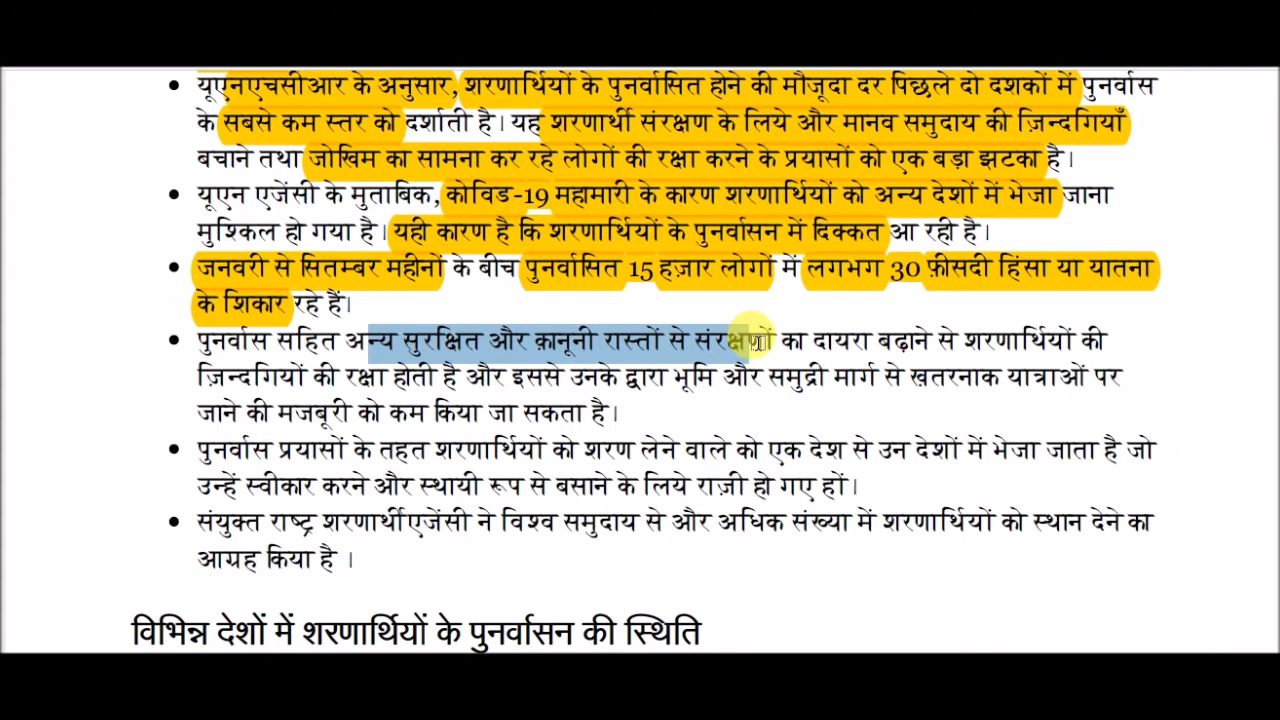 यूएनएचसीआर के अनुसार, शरणार्थियों के पुनर्वासित होने की मौजूदा दर पिछले दो दशकों में पुनर्वास
के सबसे कम स्तर को दर्शाती है। यह शरणार्थी संरक्षण के लिये और मानव समुदाय की ज़िन्दगियाँ
बचाने तथा जोखिम का सामना कर रहे लोगों की रक्षा करने के प्रयासों को एक बड़ा झटका है।
यूएन एजेंसी के मुताबिक, कोविड-19 महामारी के कारण शरणार्थियों को अन्य देशों में भेजा जाना
मुश्किल हो गया है। यही कारण है कि शरणार्थियों के पुनर्वासन में दिक्कत आ रही है।
जनवरी से सितम्बर महीनों के बीच पुनर्वासित 15 हज़ार लोगों में लगभग 30 फ़ीसदी हिंसा या यातना
के शिकार रहे हैं।
पुनर्वास सहित अन्य सुरक्षित और क़ानूनी रास्तों से संरक्षणों का दायरा बढ़ाने से शरणार्थियों की
ज़िन्दगियों की रक्षा होती है और इससे उनके द्वारा भूमि और समुद्री मार्ग से ख़तरनाक यात्राओं पर
जाने की मजबूरी को कम किया जा सकता है।
पुनर्वास प्रयासों के तहत शरणार्थियों को शरण लेने वाले को एक देश से उन देशों में भेजा जाता है जो
उन्हें स्वीकार करने और स्थायी रूप से बसाने के लिये राज़ी हो गए हों।
संयुक्त राष्ट्र शरणार्थीएजेंसी ने विश्व समुदाय से और अधिक संख्या में शरणार्थियों को स्थान देने का
आग्रह किया है ।
विभिन्न देशों में शरणार्थियों के पुनर्वासन की स्थिति